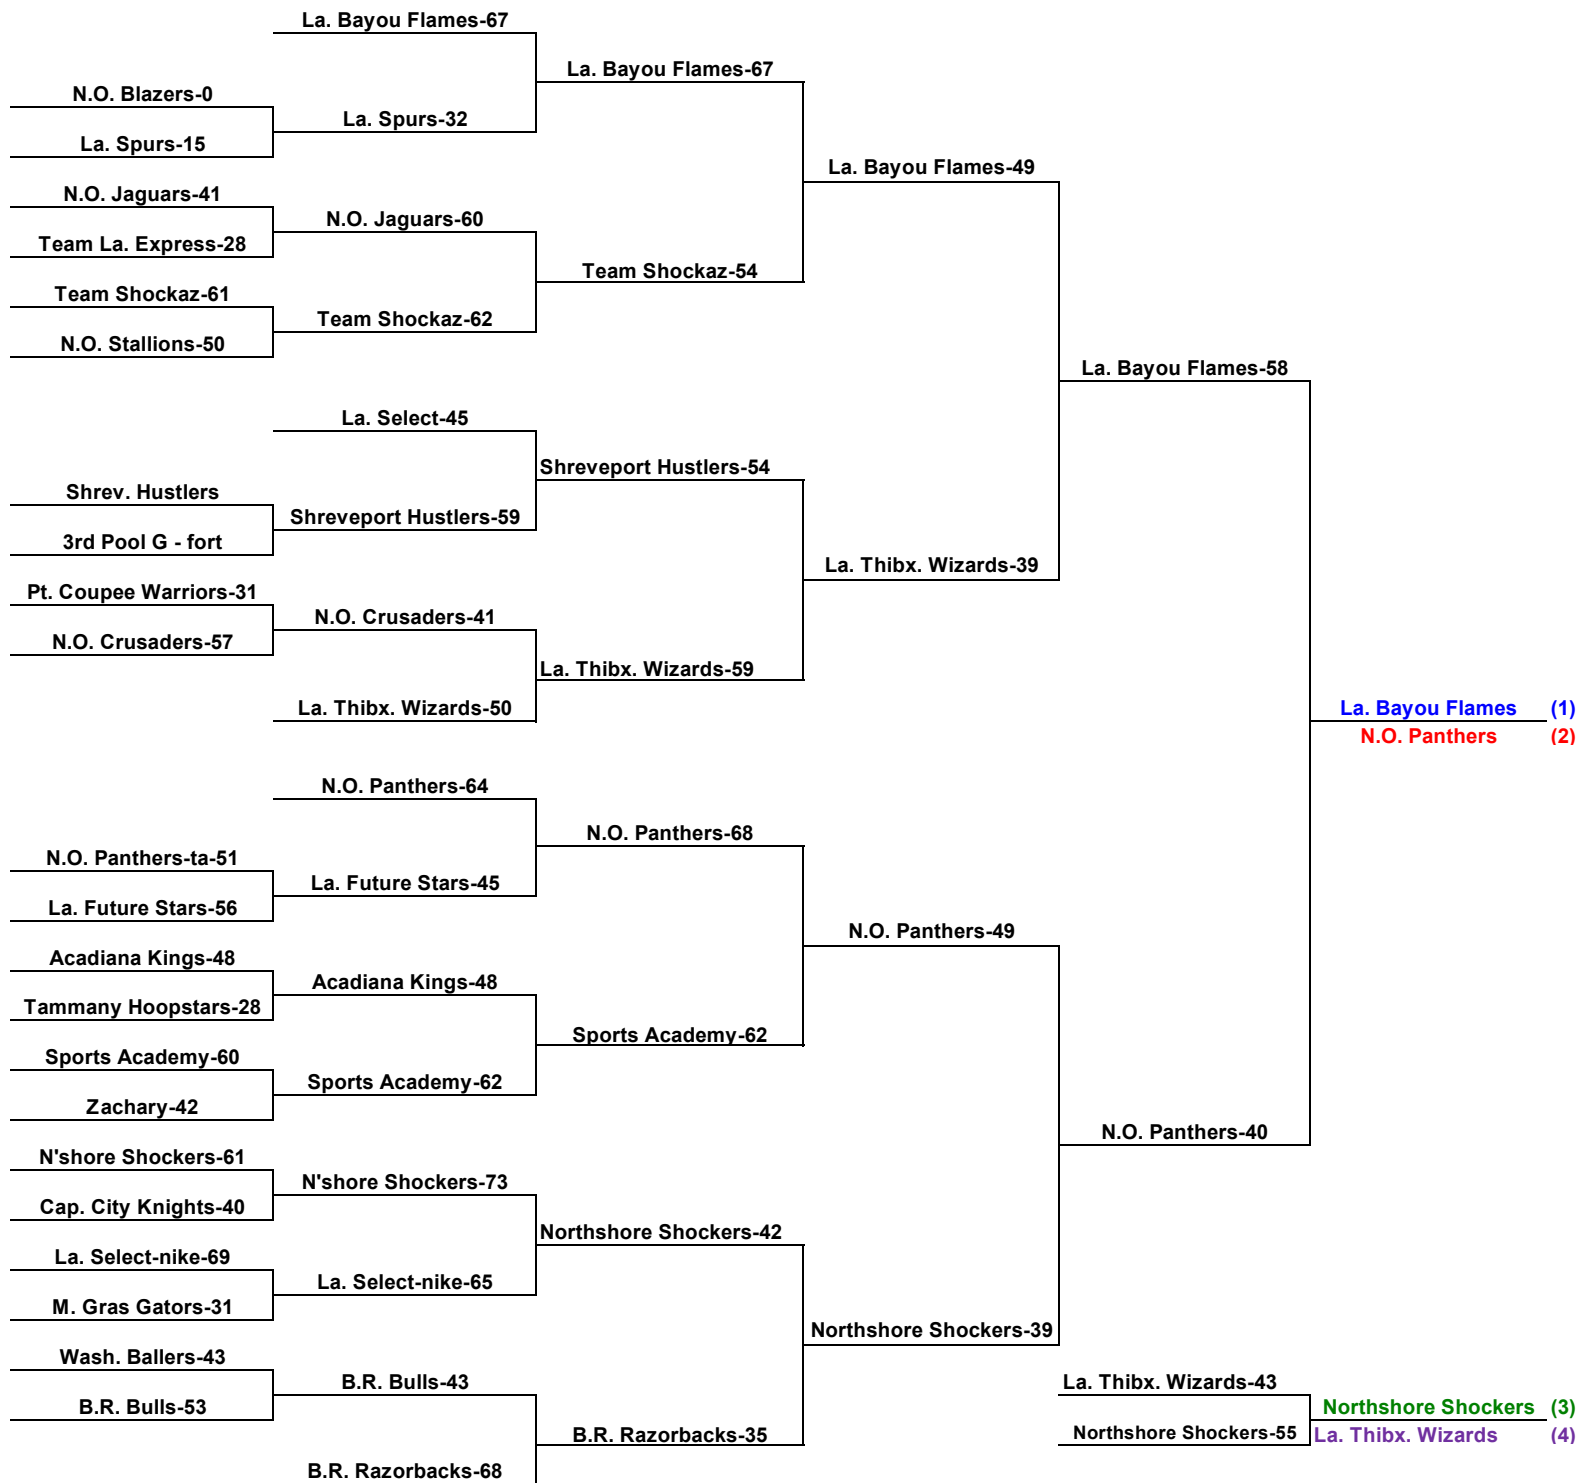 La. Bayou Flames-67
La. Bayou Flames-67
N.O. Blazers-0
La. Spurs-32
La. Spurs-15
La. Bayou Flames-49
N.O. Jaguars-41
N.O. Jaguars-60
Team La. Express-28
Team Shockaz-54
Team Shockaz-61
Team Shockaz-62
N.O. Stallions-50
La. Bayou Flames-58
La. Select-45
Shreveport Hustlers-54
Shrev. Hustlers
Shreveport Hustlers-59
3rd Pool G - fort
La. Thibx. Wizards-39
Pt. Coupee Warriors-31
N.O. Crusaders-41
N.O. Crusaders-57
La. Thibx. Wizards-59
La. Thibx. Wizards-50
La. Bayou Flames (1)
N.O. Panthers (2)
N.O. Panthers-64
N.O. Panthers-68
N.O. Panthers-ta-51
La. Future Stars-45
La. Future Stars-56
N.O. Panthers-49
Acadiana Kings-48
Acadiana Kings-48
Tammany Hoopstars-28
Sports Academy-62
Sports Academy-60
Sports Academy-62
Zachary-42
N.O. Panthers-40
N'shore Shockers-61
N'shore Shockers-73
Cap. City Knights-40
Northshore Shockers-42
La. Select-nike-69
La. Select-nike-65
M. Gras Gators-31
Northshore Shockers-39
Wash. Ballers-43
B.R. Bulls-43
La. Thibx. Wizards-43
B.R. Bulls-53
Northshore Shockers (3)
B.R. Razorbacks-35
Northshore Shockers-55
La. Thibx. Wizards (4)
B.R. Razorbacks-68